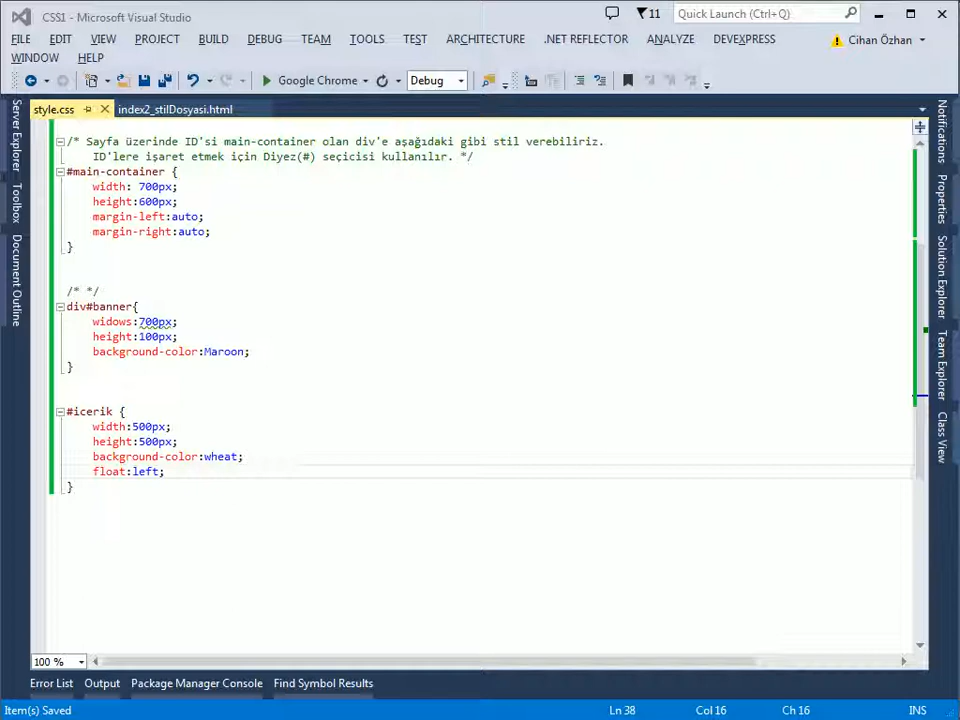 CSS1 - Microsoft Visual Studio
11
Quick Launch (Ctrl+Q)
FILE EDIT VIEW PROJECT BUILD DEBUG TEAM TOOLS TEST ARCHITECTURE .NET REFLECTOR ANALYZE DEVEXPRESS
Cihan Özhan
WINDOW HELP
Google Chrome
Debug
style.css
index2_stilDosyasi.html
Server Explorer
Toolbox
Document Outline
/* Sayfa üzerinde ID'si main-container olan div'e aşağıdaki gibi stil verebiliriz.
ID'lere işaret etmek için Diyez(#) seçicisi kullanılır. */
#main-container {
width: 700px;
height:600px;
margin-left:auto;
margin-right:auto;
}
/* */
div#banner{
widows:700px;
height:100px;
background-color:Maroon;
}
#icerik {
width:500px;
height:500px;
background-color:wheat;
float:left;
}
Notifications
Properties
Solution Explorer
Team Explorer
Class View
100 %
Error List Output Package Manager Console Find Symbol Results
Item(s) Saved
Ln 38
Col 16
Ch 16
INS